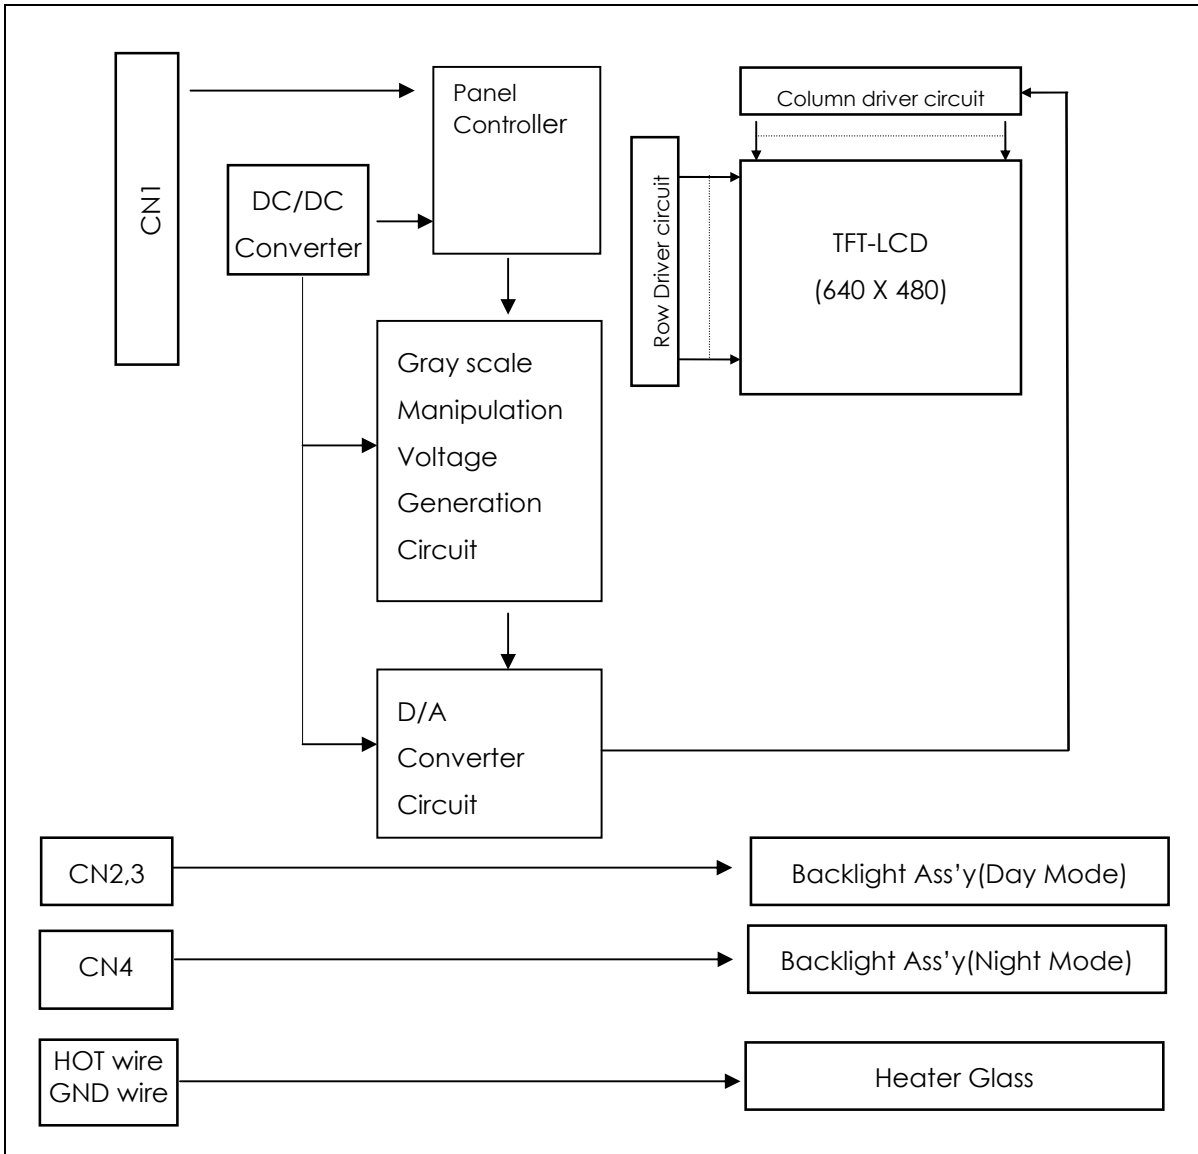 CN1
Panel
Controller
DC/DC
Converter
Column driver circuit
Row Driver circuit
TFT-LCD
(640 X 480)
Gray scale
Manipulation
Voltage
Generation
Circuit
D/A
Converter
Circuit
CN2,3
Backlight Ass’y(Day Mode)
CN4
Backlight Ass’y(Night Mode)
HOT wire
GND wire
Heater Glass